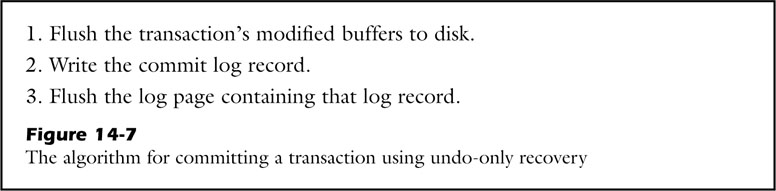 1. Flush the transaction’s modified buffers to disk.
2. Write the commit log record.
3. Flush the log page containing that log record.
Figure 14-7
The algorithm for committing a transaction using undo-only recovery